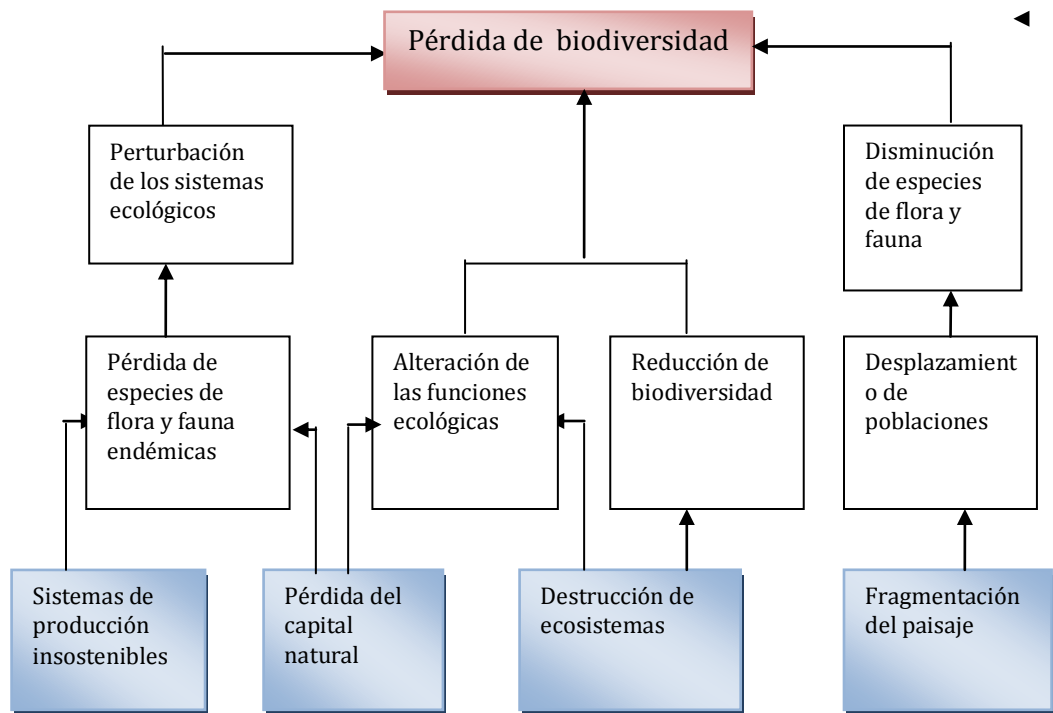 Pérdida de biodiversidad
Perturbación
de los sistemas
ecológicos
Disminución
de especies
de flora y
fauna
Pérdida de
especies de
flora y fauna
endémicas
Alteración de
las funciones
ecológicas
Reducción de
biodiversidad
Desplazamient
o de
poblaciones
Sistemas de
producción
insostenibles
Pérdida del
capital
natural
Destrucción de
ecosistemas
Fragmentación
del paisaje